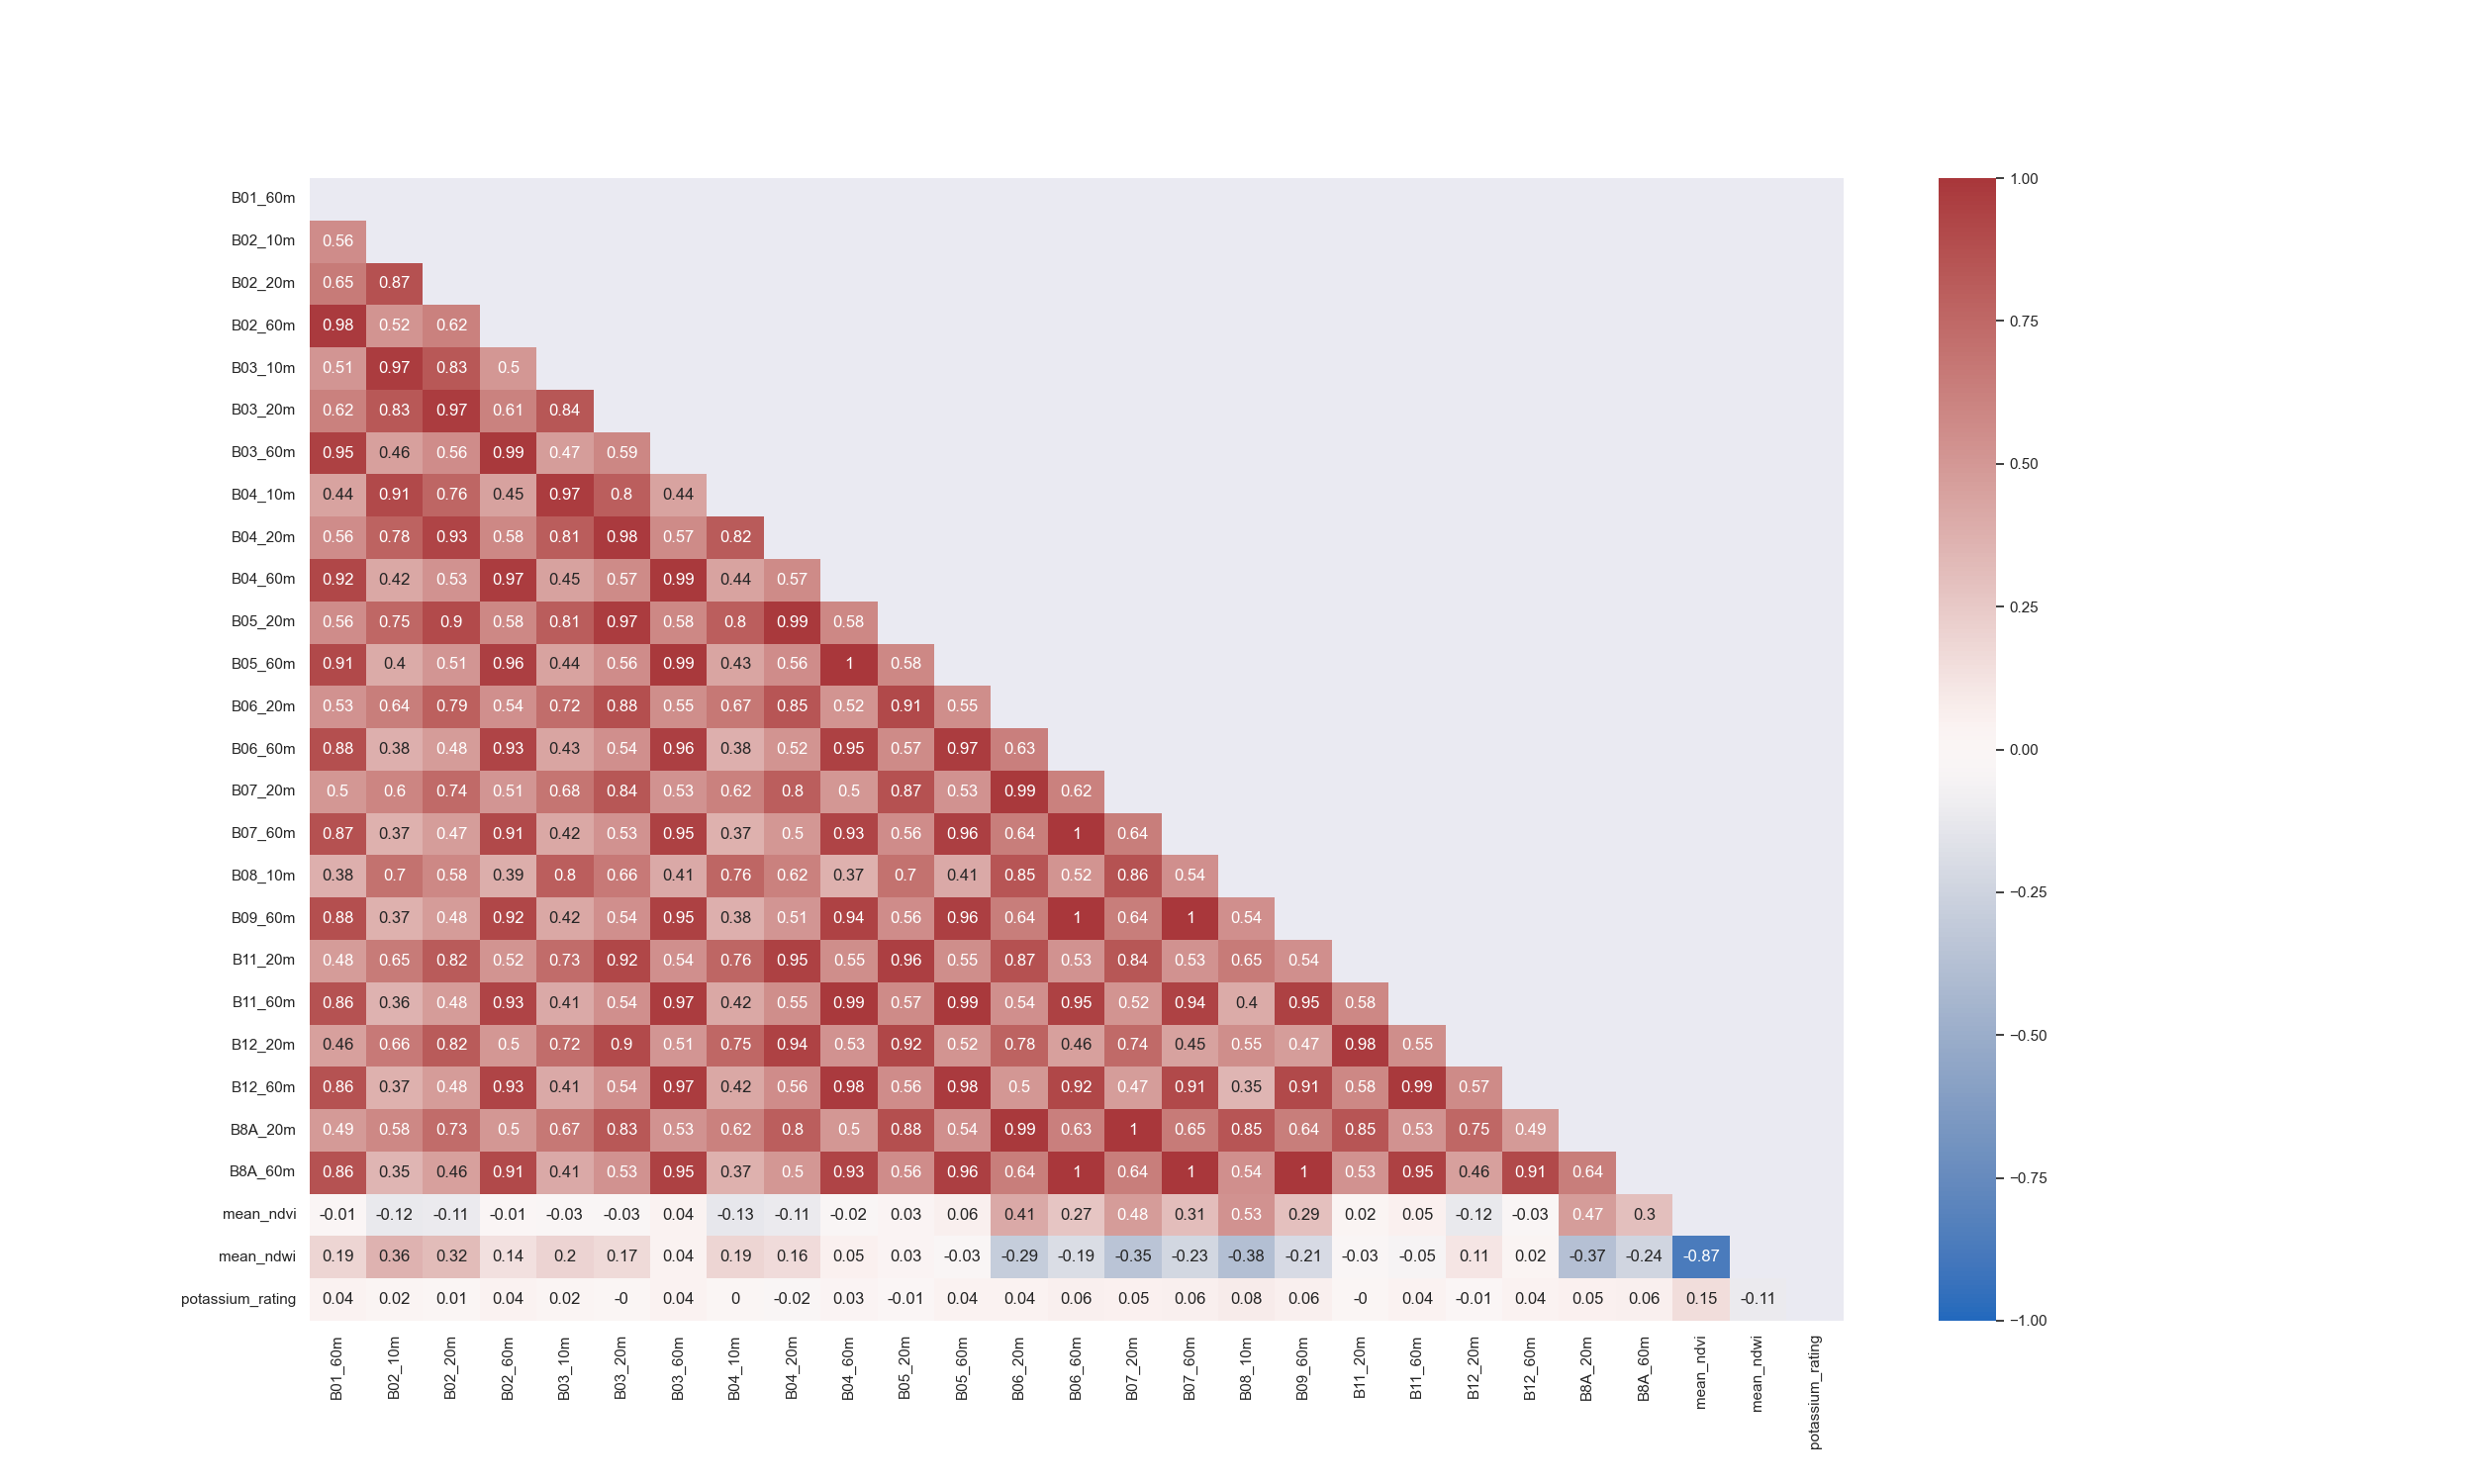 B01_60m
1.00
B02_10m 0.56
B02_20m 0.65 0.87
B02_60m 0.98 0.52 0.62
0.75
B03_10m 0.51 0.97 0.83 0.5
B03_20m 0.62 0.83 0.97 0.61 0.84
B03_60m 0.95 0.46 0.56 0.99 0.47 0.59
0.50
B04_10m 0.44 0.91 0.76 0.45 0.97 0.8 0.44
B04_20m 0.56 0.78 0.93 0.58 0.81 0.98 0.57 0.82
B04_60m 0.92 0.42 0.53 0.97 0.45 0.57 0.99 0.44 0.57
0.25
B05_20m 0.56 0.75 0.9 0.58 0.81 0.97 0.58 0.8 0.99 0.58
B05_60m 0.91 0.4 0.51 0.96 0.44 0.56 0.99 0.43 0.56 1 0.58
B06_20m 0.53 0.64 0.79 0.54 0.72 0.88 0.55 0.67 0.85 0.52 0.91 0.55
B06_60m 0.88 0.38 0.48 0.93 0.43 0.54 0.96 0.38 0.52 0.95 0.57 0.97 0.63
0.00
B07_20m 0.5 0.6 0.74 0.51 0.68 0.84 0.53 0.62 0.8 0.5 0.87 0.53 0.99 0.62
B07_60m 0.87 0.37 0.47 0.91 0.42 0.53 0.95 0.37 0.5 0.93 0.56 0.96 0.64 1 0.64
B08_10m 0.38 0.7 0.58 0.39 0.8 0.66 0.41 0.76 0.62 0.37 0.7 0.41 0.85 0.52 0.86 0.54
−0.25
B09_60m 0.88 0.37 0.48 0.92 0.42 0.54 0.95 0.38 0.51 0.94 0.56 0.96 0.64 1 0.64 1 0.54
B11_20m 0.48 0.65 0.82 0.52 0.73 0.92 0.54 0.76 0.95 0.55 0.96 0.55 0.87 0.53 0.84 0.53 0.65 0.54
B11_60m 0.86 0.36 0.48 0.93 0.41 0.54 0.97 0.42 0.55 0.99 0.57 0.99 0.54 0.95 0.52 0.94 0.4 0.95 0.58
−0.50
B12_20m 0.46 0.66 0.82 0.5 0.72 0.9 0.51 0.75 0.94 0.53 0.92 0.52 0.78 0.46 0.74 0.45 0.55 0.47 0.98 0.55
B12_60m 0.86 0.37 0.48 0.93 0.41 0.54 0.97 0.42 0.56 0.98 0.56 0.98 0.5 0.92 0.47 0.91 0.35 0.91 0.58 0.99 0.57
B8A_20m 0.49 0.58 0.73 0.5 0.67 0.83 0.53 0.62 0.8 0.5 0.88 0.54 0.99 0.63 1 0.65 0.85 0.64 0.85 0.53 0.75 0.49
B8A_60m 0.86 0.35 0.46 0.91 0.41 0.53 0.95 0.37 0.5 0.93 0.56 0.96 0.64 1 0.64 1 0.54 1 0.53 0.95 0.46 0.91 0.64
−0.75
mean_ndvi -0.01 -0.12 -0.11 -0.01 -0.03 -0.03 0.04 -0.13 -0.11 -0.02 0.03 0.06 0.41 0.27 0.48 0.31 0.53 0.29 0.02 0.05 -0.12 -0.03 0.47 0.3
mean_ndwi 0.19 0.36 0.32 0.14 0.2 0.17 0.04 0.19 0.16 0.05 0.03 -0.03 -0.29 -0.19 -0.35 -0.23 -0.38 -0.21 -0.03 -0.05 0.11 0.02 -0.37 -0.24 -0.87
potassium_rating 0.04 0.02 0.01 0.04 0.02 -0 0.04 0 -0.02 0.03 -0.01 0.04 0.04 0.06 0.05 0.06 0.08 0.06 -0 0.04 -0.01 0.04 0.05 0.06 0.15 -0.11
−1.00
B01_60m
B02_10m
B02_20m
B02_60m
B03_10m
B03_20m
B03_60m
B04_10m
B04_20m
B04_60m
B05_20m
B05_60m
B06_20m
B06_60m
B07_20m
B07_60m
B08_10m
B09_60m
B11_20m
B11_60m
B12_20m
B12_60m
B8A_20m
B8A_60m
mean_ndvi
mean_ndwi
potassium_rating